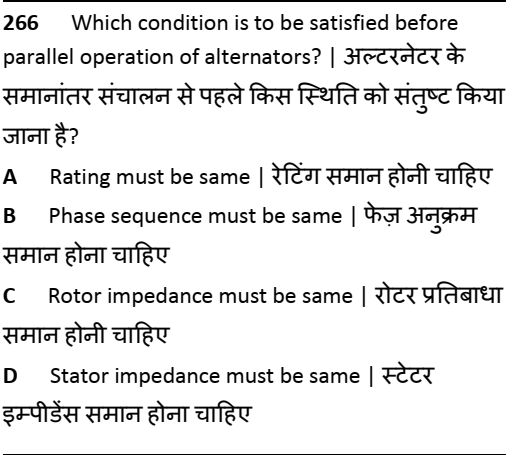 266 Which condition is to be satisfied before
parallel operation of alternators? | अल्टरनेटर के
समानांतर संचालन से पहले किस स्थिति को संतुष्ट किया
जाना है?
A Rating must be same | रेटिंग समान होनी चाहिए
B Phase sequence must be same | फेज़ अनुक्रम
समान होना चाहिए
C Rotor impedance must be same | रोटर प्रतिबाधा
समान होनी चाहिए
D Stator impedance must be same | स्टेटर
इम्पीडेंस समान होना चाहिए